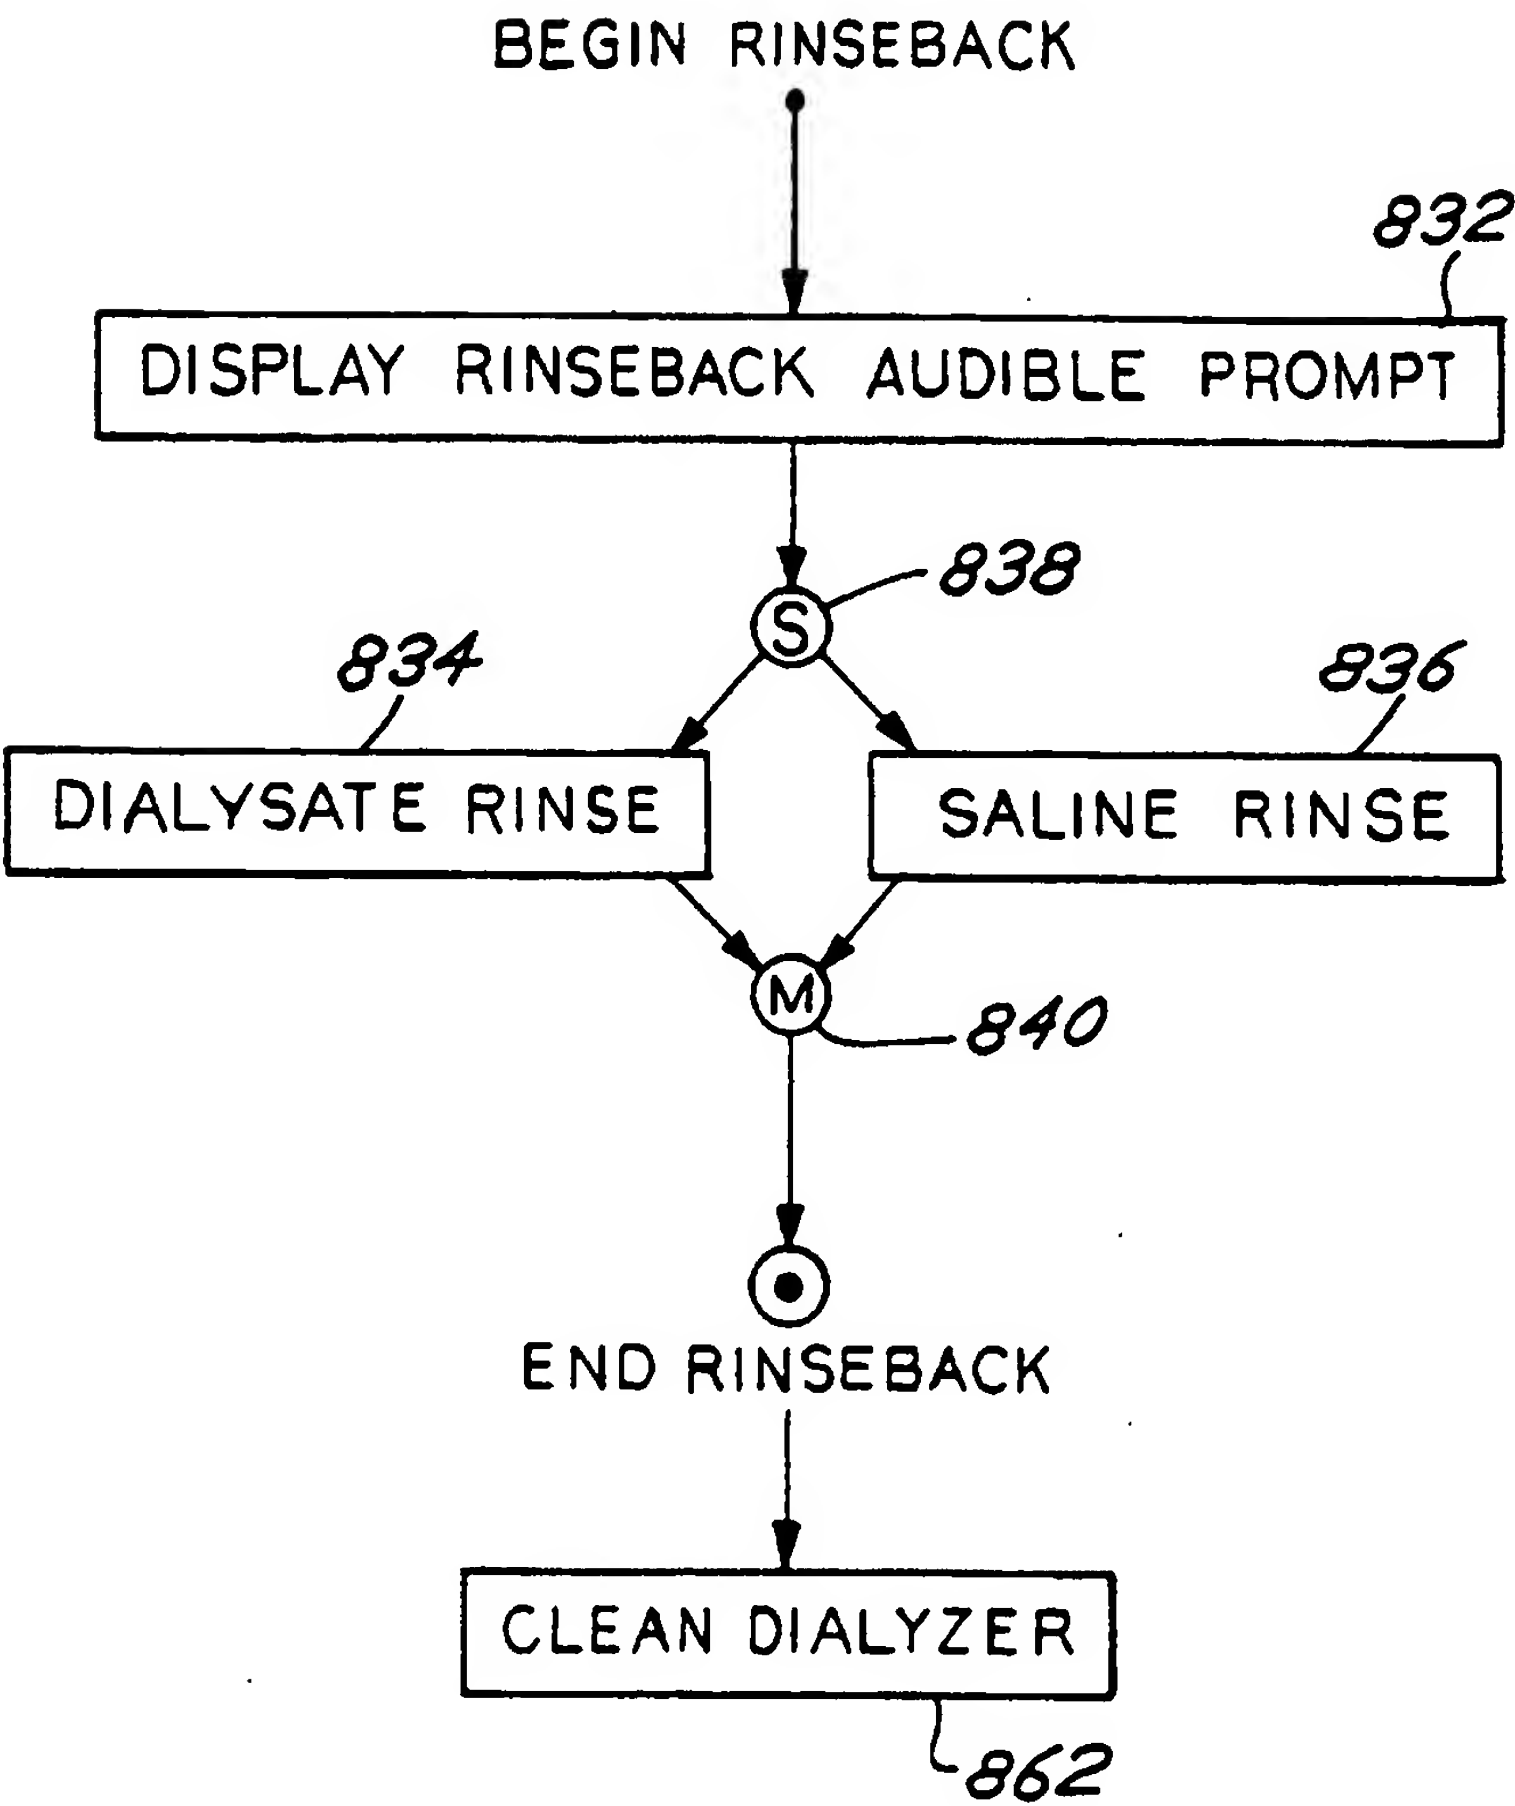 BEGIN RINSEBACK
832
DISPLAY RINSEBACK AUDIBLE PROMPT
838
S
834
836
DIALYSATE RINSE
SALINE RINSE
M
840
END RINSEBACK
CLEAN DIALYZER
862